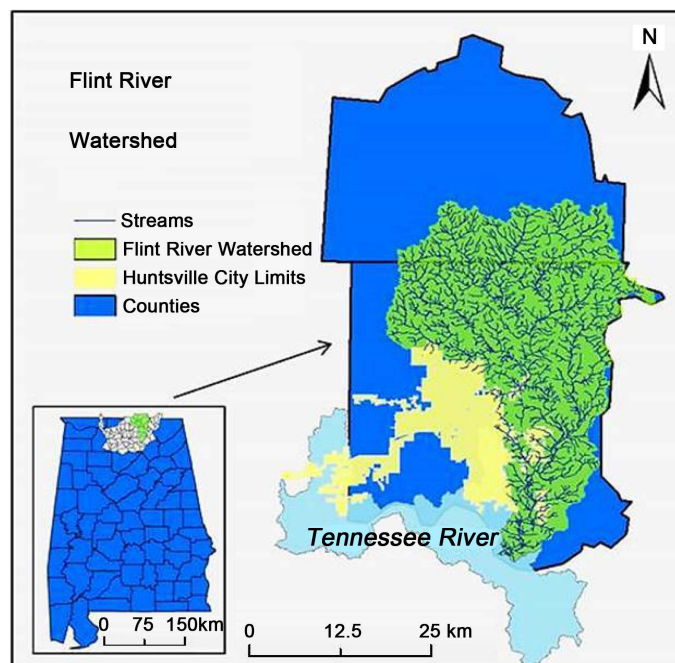 Flint River
Watershed
N
Streams
Flint River Watershed
Huntsville City Limits
Counties
Tennessee River
0 75 150km
0 12.5 25 km